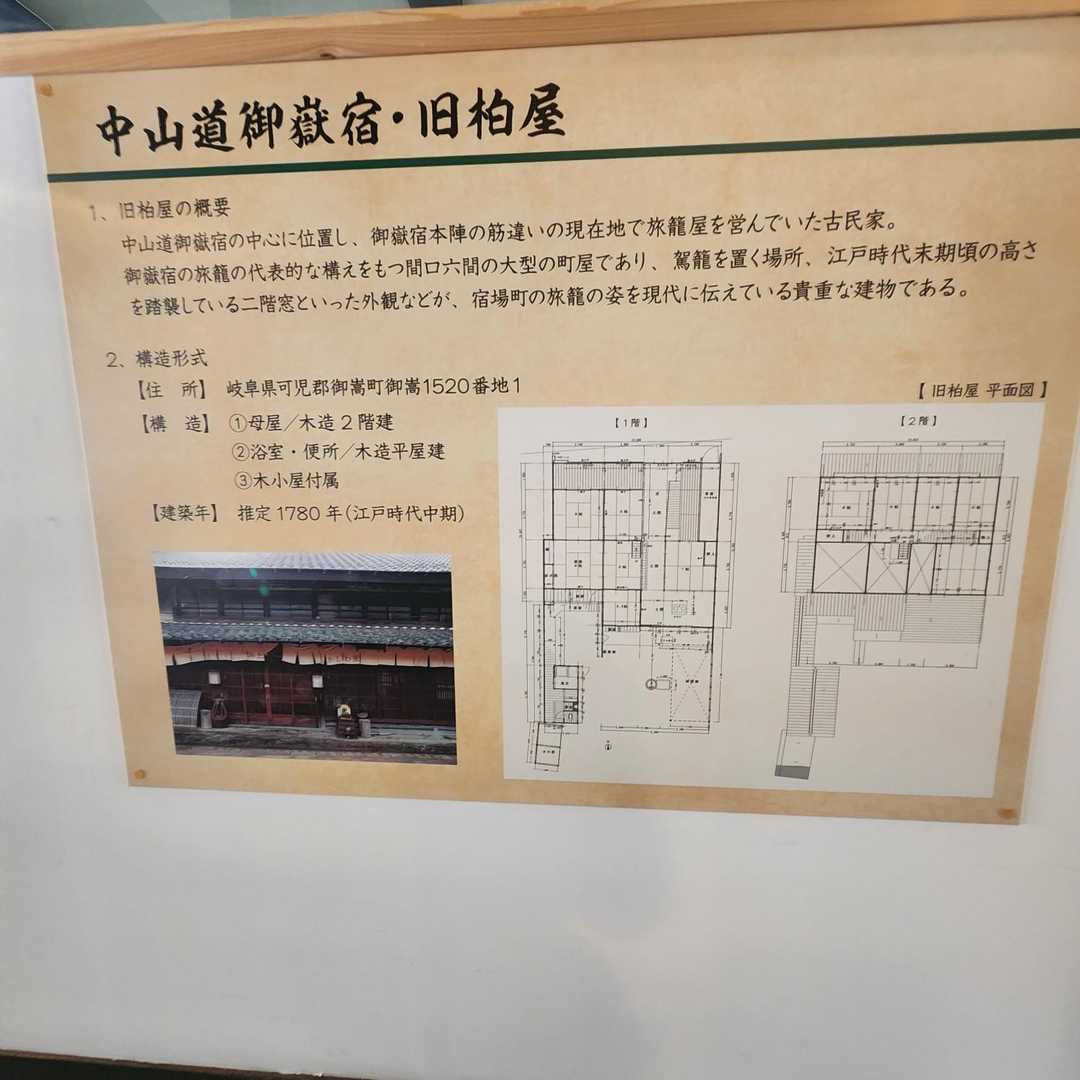 中山道御嶽宿・旧柏屋
1、旧柏屋の概要
中山道御嶽宿の中心に位置し、御嶽宿本陣の筋違いの現在地で旅籠屋を営んでいた古民家。
御嶽宿の旅籠の代表的な構えをもつ間口六間の大型の町屋であり、駕籠を置く場所、江戸時代末期頃の高さ
を踏襲している二階窓といった外観などが、宿場町の旅籠の姿を現代に伝えている貴重な建物である。
2、構造形式
【住　所】　岐阜県可児郡御嵩町御嵩1520番地1
【構　造】　①母屋／木造2階建
②浴室・便所／木造平屋建
③木小屋付属
【建築年】　推定1780年(江戸時代中期)
【旧柏屋 平面図】
【1階】
【2階】